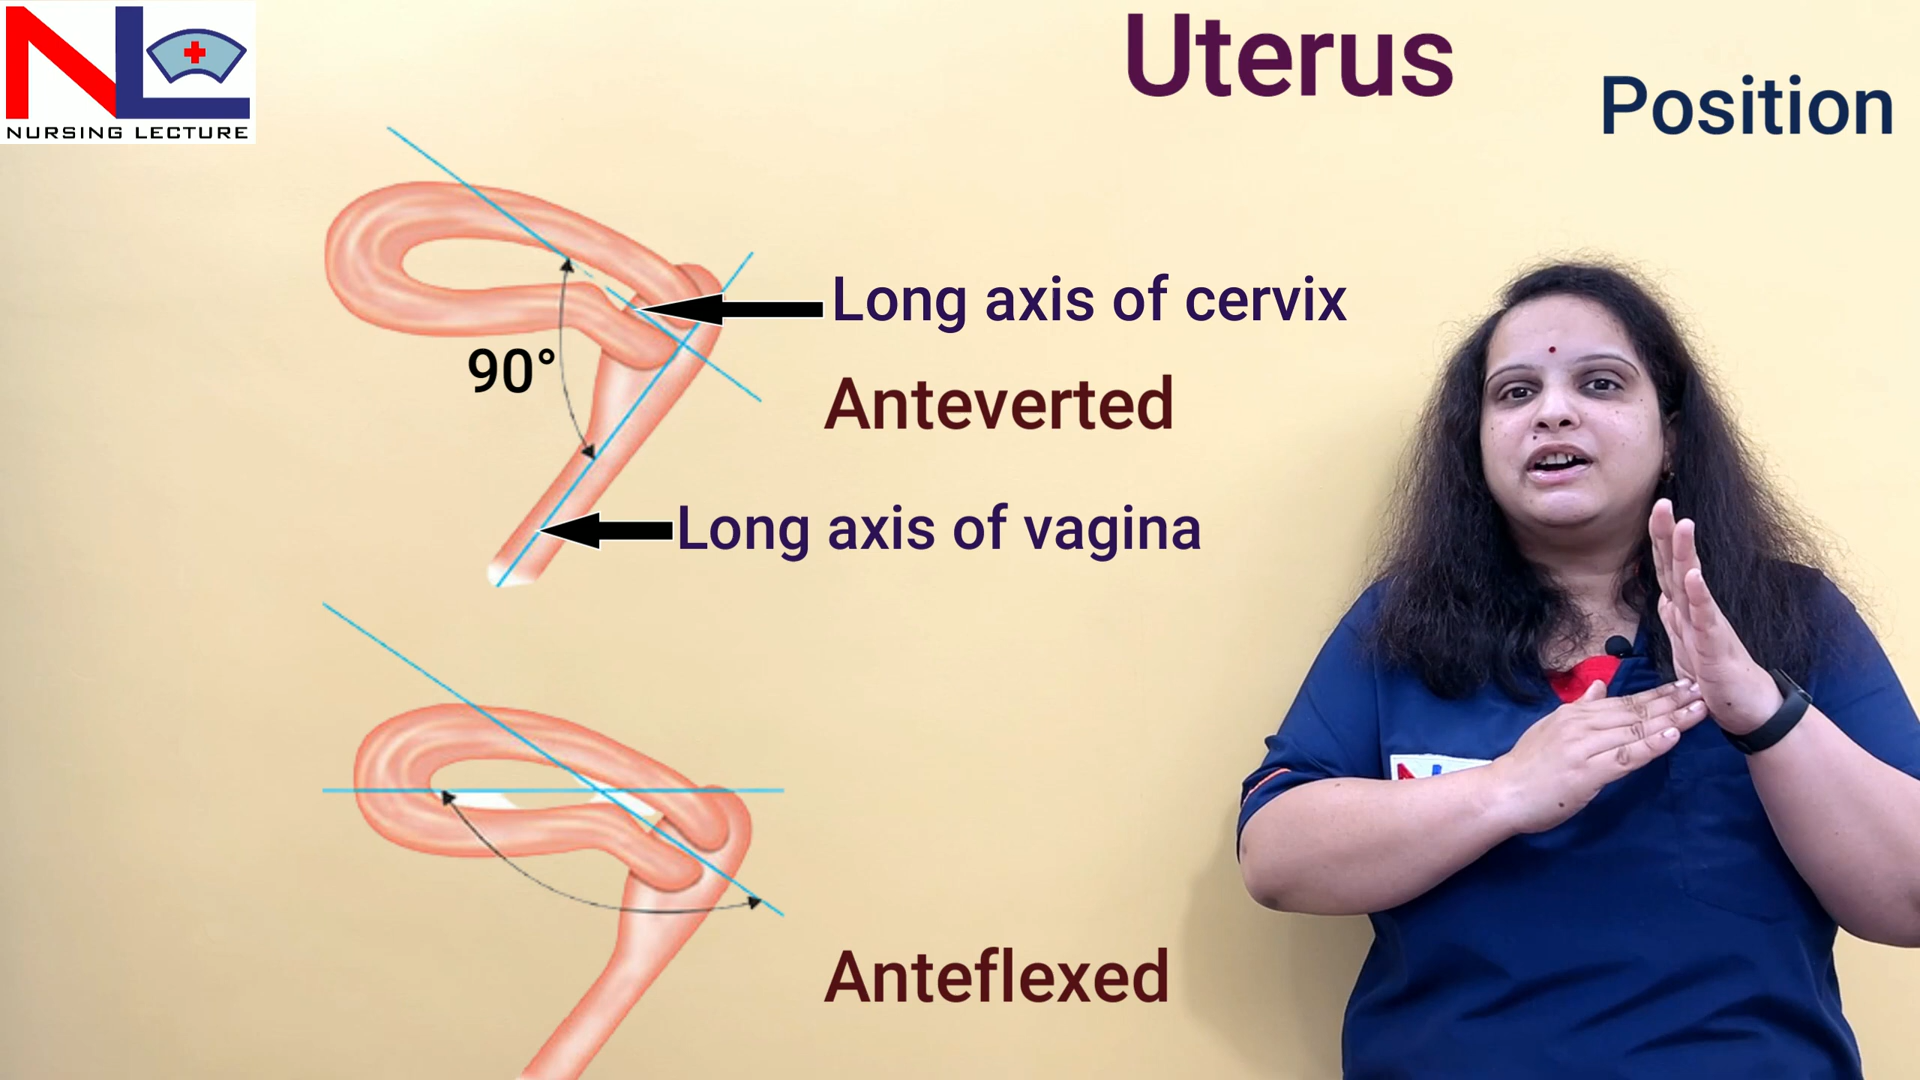 NURSING LECTURE
Uterus
Position
Long axis of cervix
90°
Anteverted
Long axis of vagina
Anteflexed